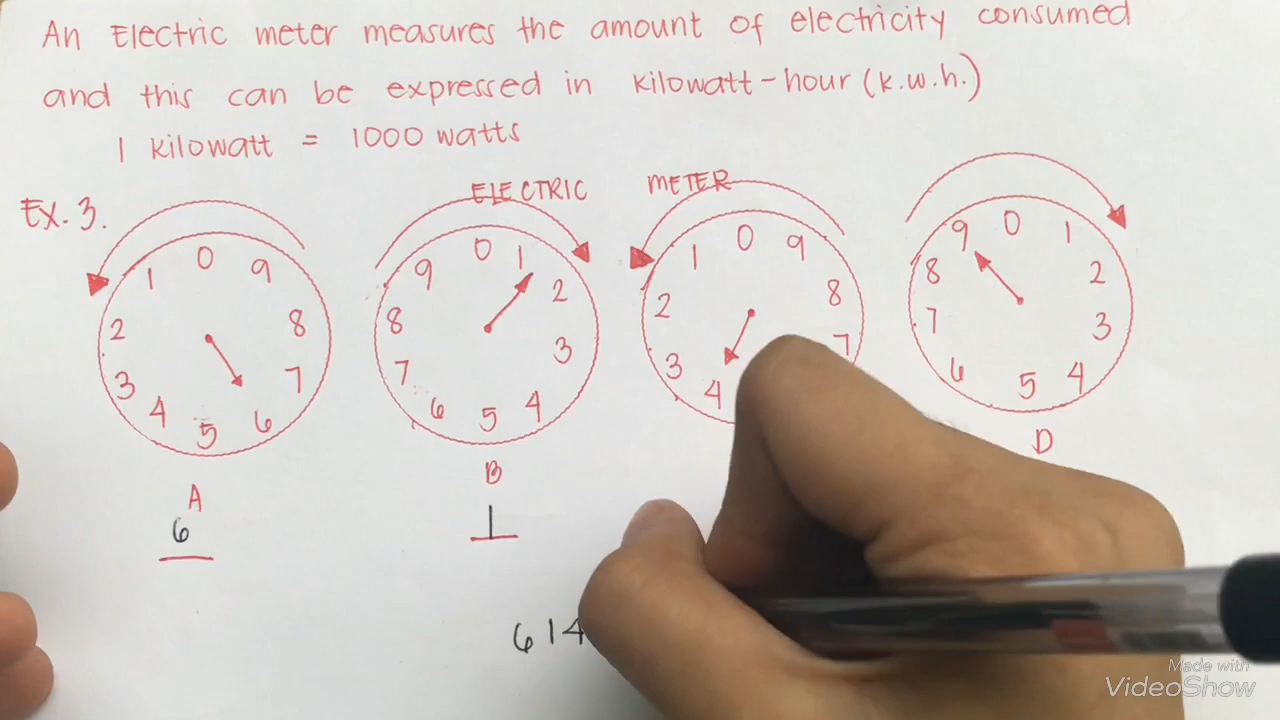 An Electric meter measures the amount of electricity consumed
and this can be expressed in kilowatt-hour (k.w.h.)
1 kilowatt = 1000 watts
Ex. 3.
ELECTRIC METER
0 9 8 7 6 5 4 3 2 1
0 1 2 3 4 5 6 7 8 9
0 9 8 7 4 3 2 1
0 1 2 3 4 5 6 7 8 9
A
B
D
6
1
614
Made with
VideoShow